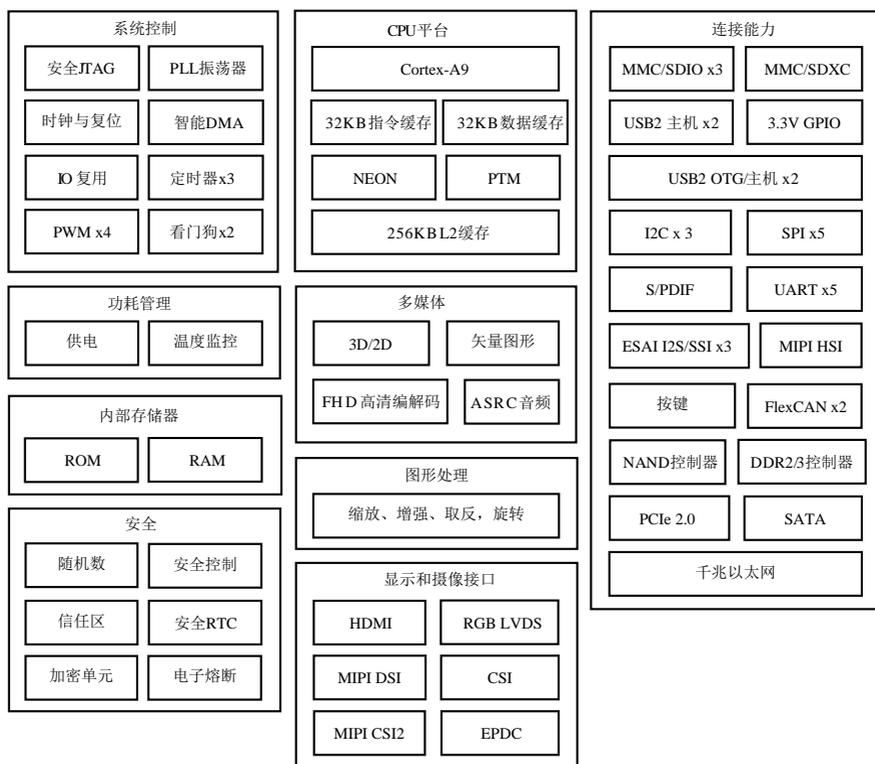 系统控制
安全JTAG
PLL振荡器
时钟与复位
智能DMA
IO 复用
定时器x3
PWM x4
看门狗x2
功耗管理
供电
温度监控
内部存储器
ROM
RAM
安全
随机数
安全控制
信任区
安全RTC
加密单元
电子熔断
CPU平台
Cortex-A9
32KB指令缓存
32KB数据缓存
NEON
PTM
256KB L2缓存
多媒体
3D/2D
矢量图形
FHD高清编解码
ASRC音频
图形处理
缩放、增强、取反，旋转
显示和摄像接口
HDMI
RGB LVDS
MIPI DSI
CSI
MIPI CSI2
EPDC
连接能力
MMC/SDIO x3
MMC/SDXC
USB2 主机 x2
3.3V GPIO
USB2 OTG/主机 x2
I2C x 3
SPI x5
S/PDIF
UART x5
ESAI I2S/SSI x3
MIPI HSI
按键
FlexCAN x2
NAND控制器
DDR2/3控制器
PCIe 2.0
SATA
千兆以太网